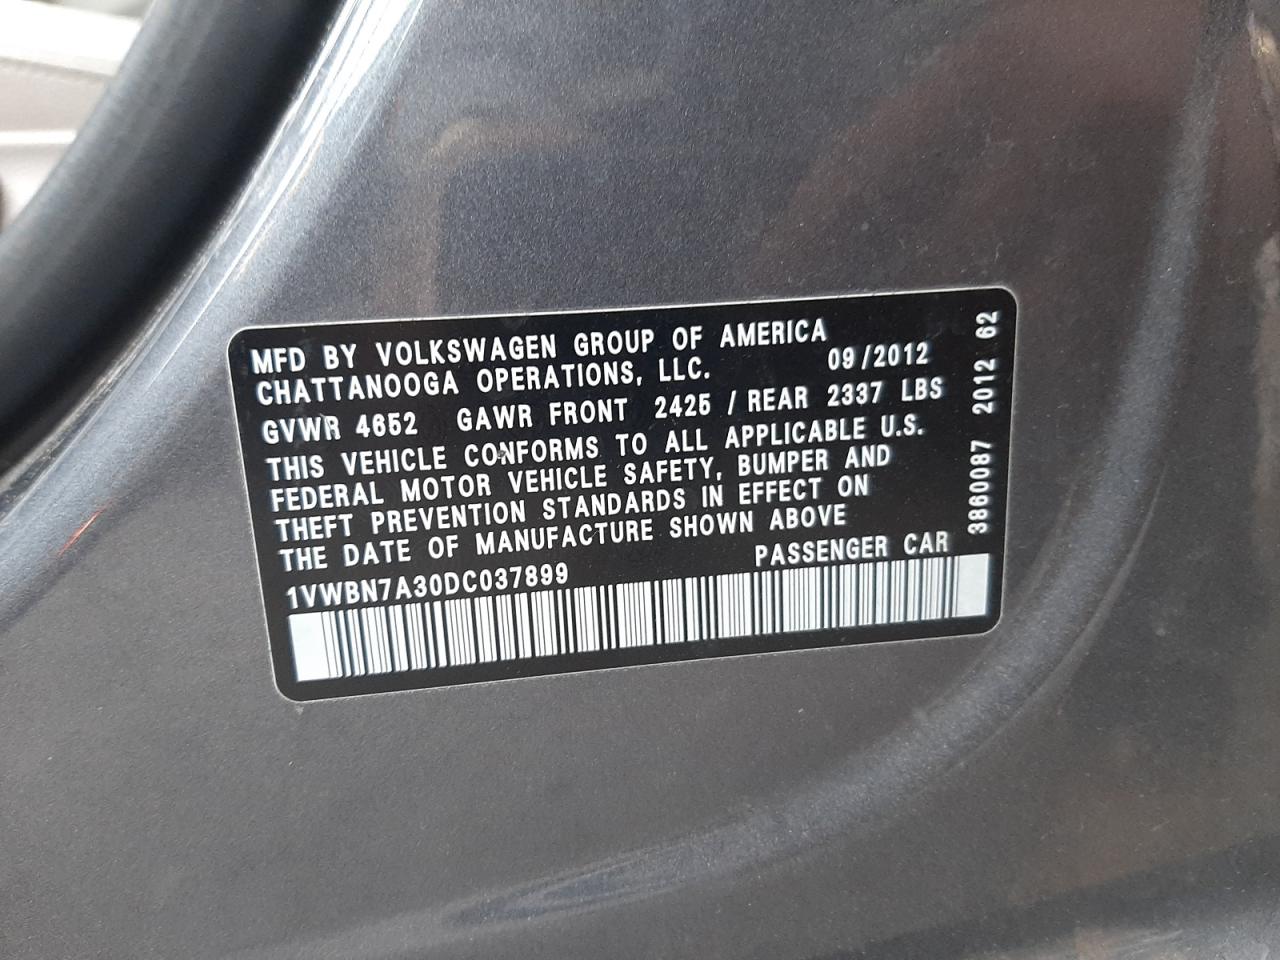 MFD BY VOLKSWAGEN GROUP OF AMERICA
CHATTANOOGA OPERATIONS, LLC. 09/2012
GVWR 4652 GAWR FRONT 2425 / REAR 2337 LBS
THIS VEHICLE CONFORMS TO ALL APPLICABLE U.S.
FEDERAL MOTOR VEHICLE SAFETY, BUMPER AND
THEFT PREVENTION STANDARDS IN EFFECT ON
THE DATE OF MANUFACTURE SHOWN ABOVE
PASSENGER CAR
1VWBN7A30DC037899
3860087 2012 62